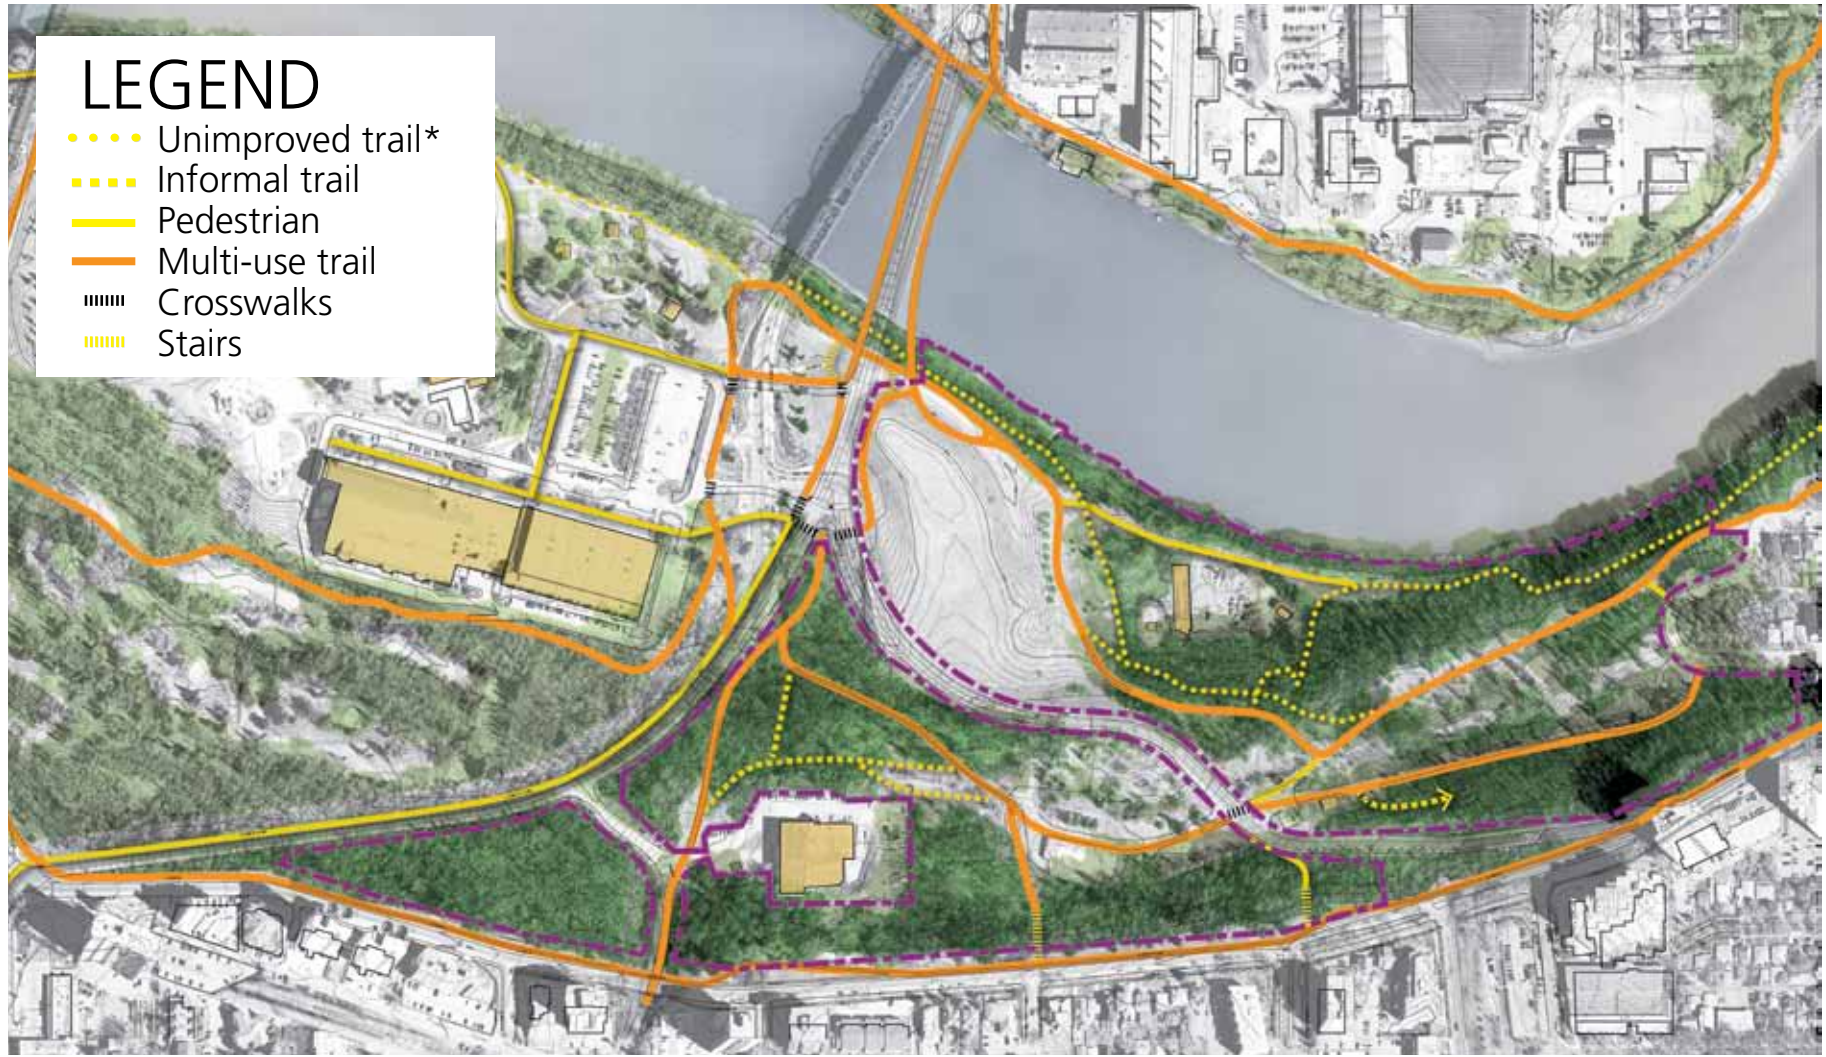 LEGEND
Unimproved trail*
Informal trail
Pedestrian
Multi-use trail
Crosswalks
Stairs